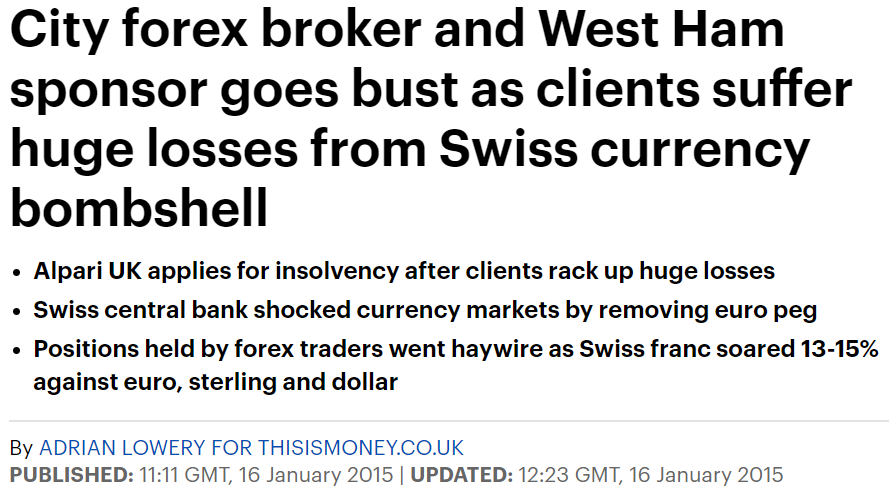 City forex broker and West Ham
sponsor goes bust as clients suffer
huge losses from Swiss currency
bombshell
• Alpari UK applies for insolvency after clients rack up huge losses
• Swiss central bank shocked currency markets by removing euro peg
• Positions held by forex traders went haywire as Swiss franc soared 13-15%
against euro, sterling and dollar
By ADRIAN LOWERY FOR THISISMONEY.CO.UK
PUBLISHED: 11:11 GMT, 16 January 2015 | UPDATED: 12:23 GMT, 16 January 2015